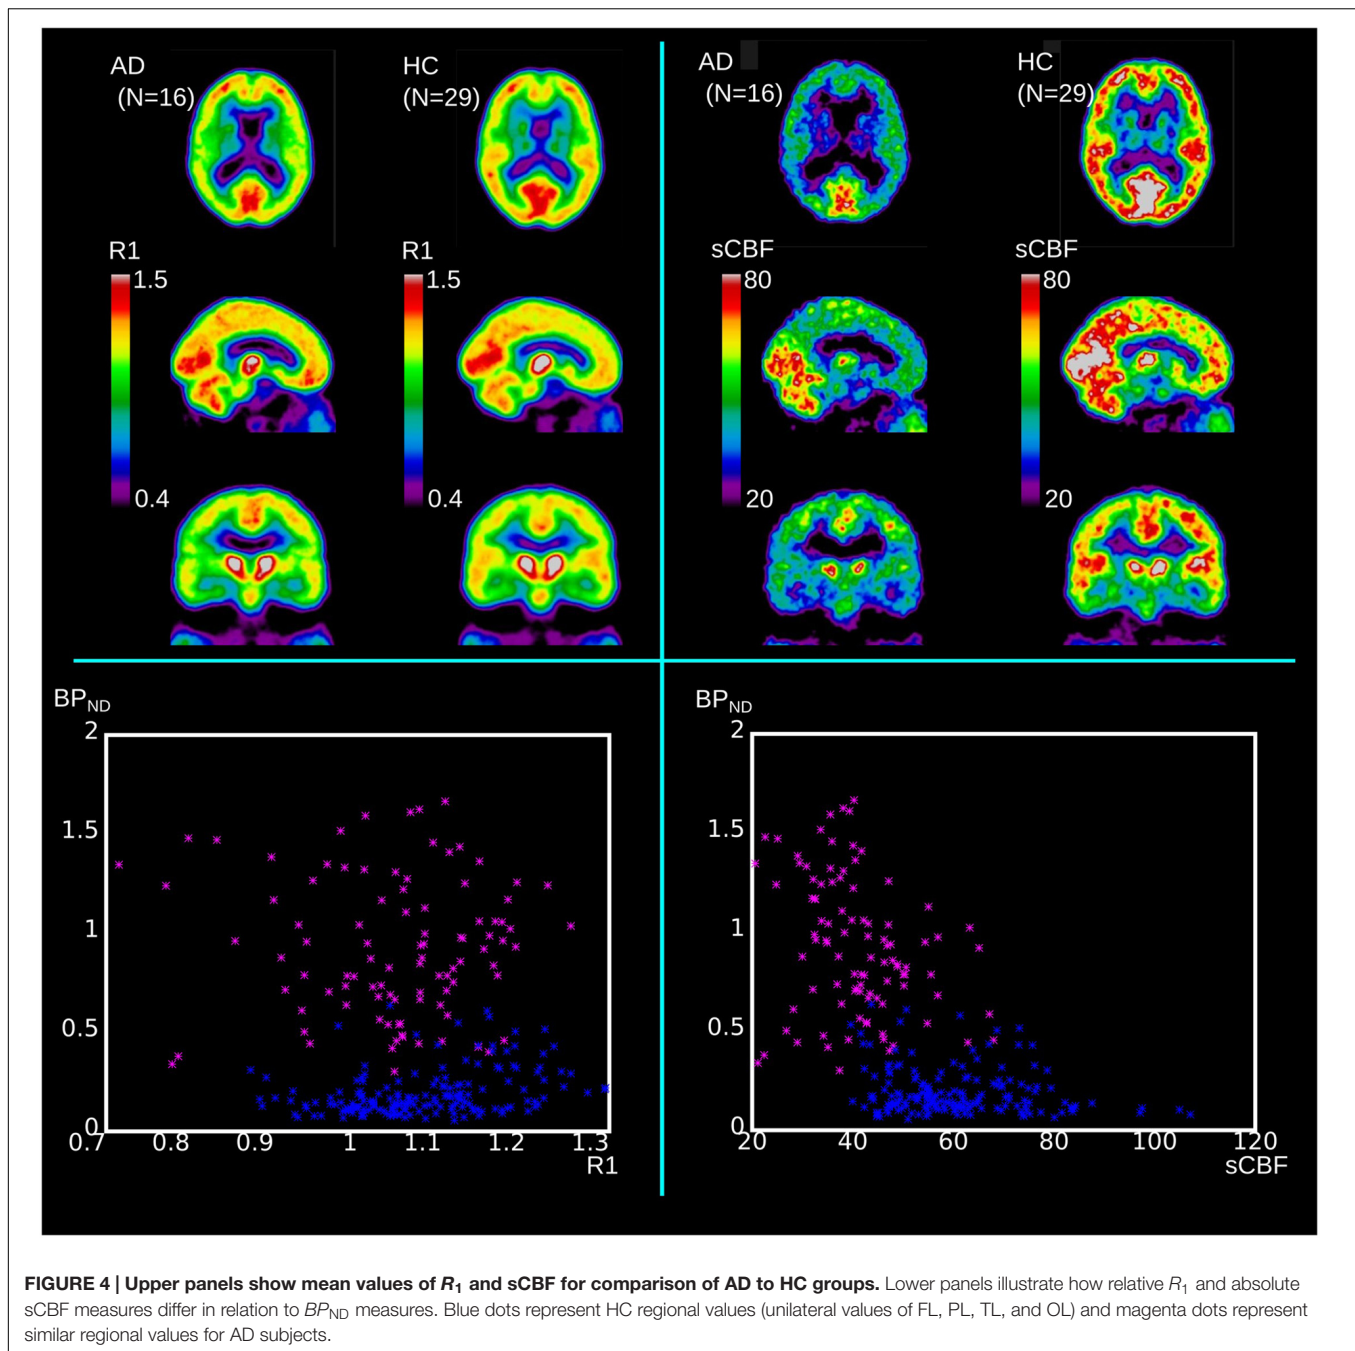 AD
(N=16)
HC
(N=29)
AD
(N=16)
HC
(N=29)
R1
1.5
0.4
R1
1.5
0.4
sCBF
80
20
sCBF
80
20
BPND
2
1.5
1
0.5
0
0.7 0.8 0.9 1 1.1 1.2 1.3
R1
BPND
2
1.5
1
0.5
0
20 40 60 80 100 120
sCBF
FIGURE 4 | Upper panels show mean values of R1 and sCBF for comparison of AD to HC groups. Lower panels illustrate how relative R1 and absolute
sCBF measures differ in relation to BPND measures. Blue dots represent HC regional values (unilateral values of FL, PL, TL, and OL) and magenta dots represent
similar regional values for AD subjects.